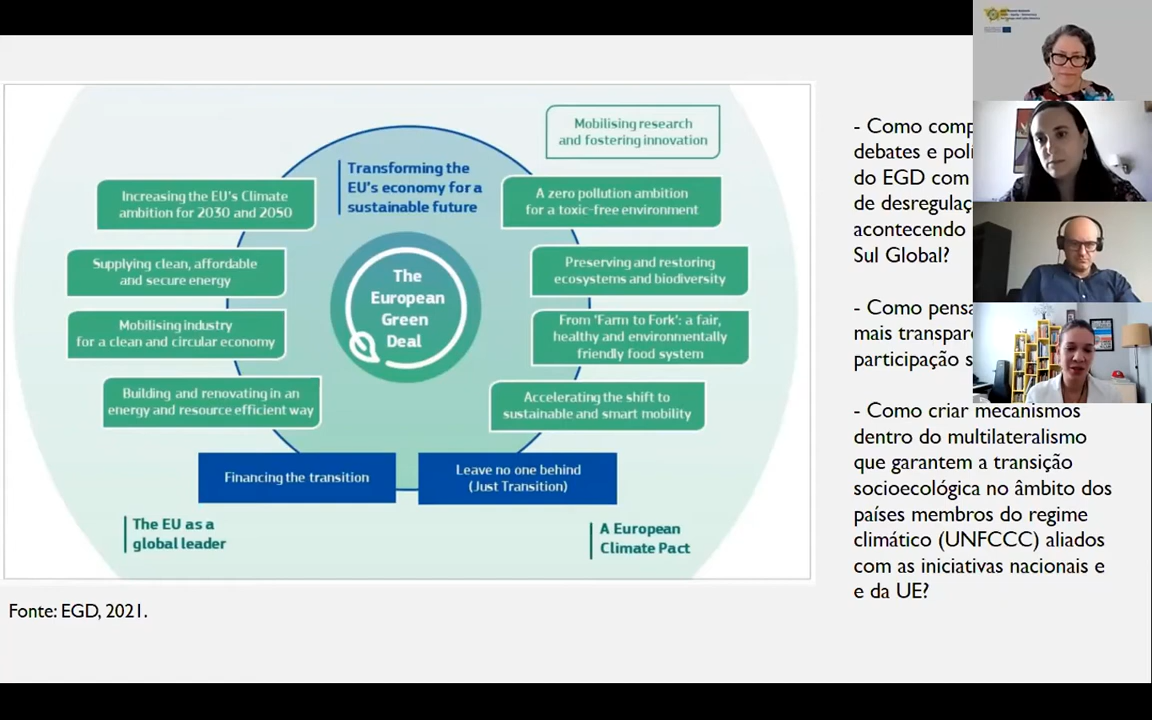 Mobilising research
and fostering innovation
Transforming the
EU's economy for a
sustainable future
Increasing the EU's Climate
ambition for 2030 and 2050
A zero pollution ambition
for a toxic-free environment
Supplying clean, affordable
and secure energy
Preserving and restoring
ecosystems and biodiversity
The
European
Green
Deal
Mobilising industry
for a clean and circular economy
From 'Farm to Fork': a fair,
healthy and environmentally
friendly food system
Building and renovating in an
energy and resource efficient way
Accelerating the shift to
sustainable and smart mobility
Financing the transition
Leave no one behind
(Just Transition)
The EU as a
global leader
A European
Climate Pact
Fonte: EGD, 2021.
- Como
debates e
do EGD com
de
acontecendo
Sul Global?
- Como
mais
participação
- Como criar mecanismos
dentro do multilateralismo
que garantem a transição
socioecológica no âmbito dos
países membros do regime
climático (UNFCCC) aliados
com as iniciativas nacionais e
e da UE?